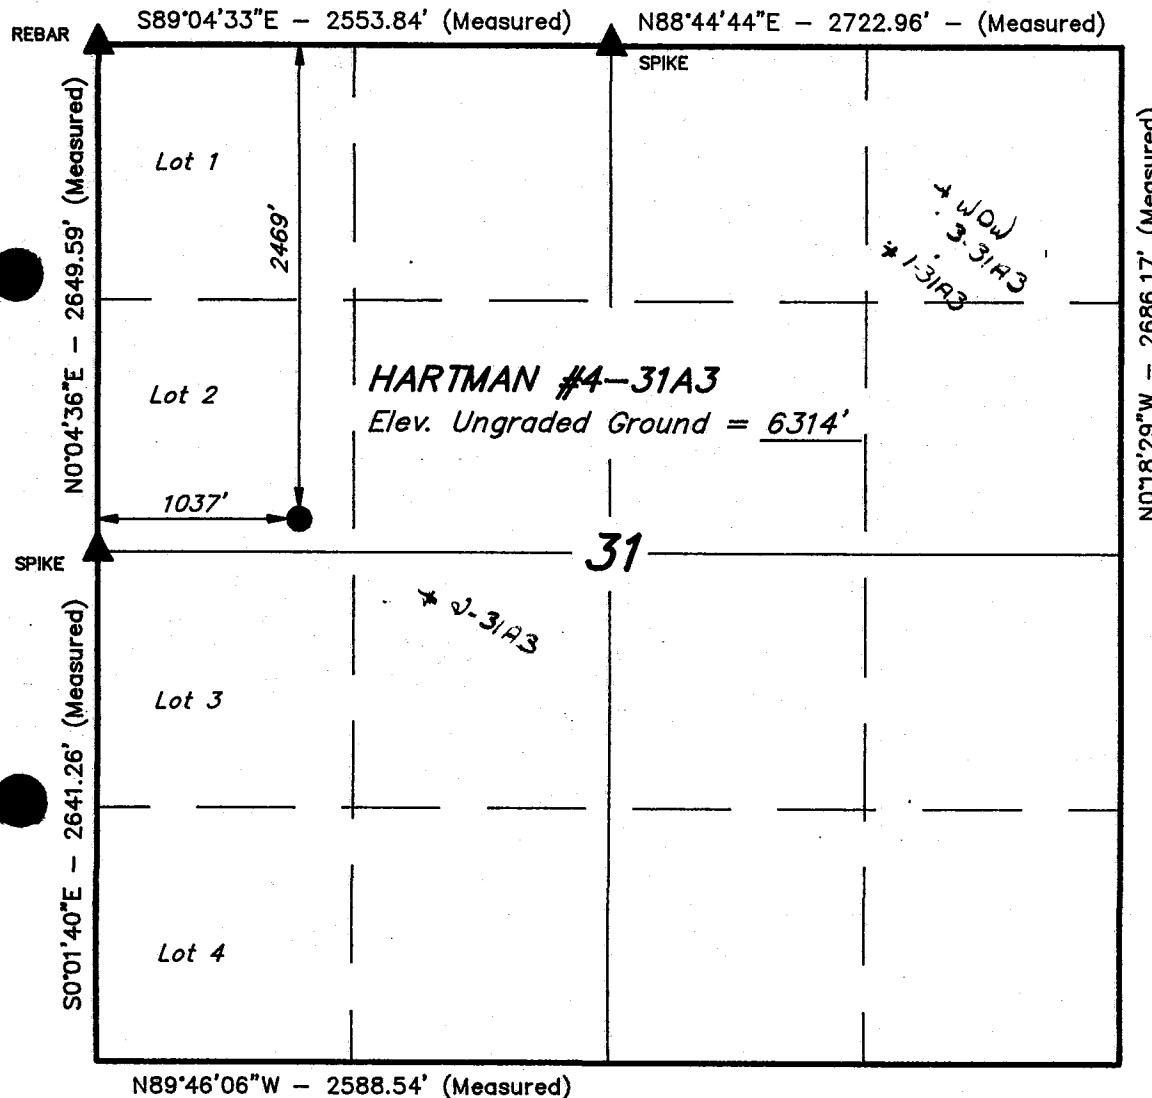 S89°04'33"E – 2553.84' (Measured)
N88°44'44"E – 2722.96' – (Measured)
REBAR
SPIKE
N0°04'36"E – 2649.59' (Measured)
Lot 1
2469'
* WDW
3-31A3
* 1-31A3
N0°18'29"W – 2686.17' (Measured)
HARTMAN #4–31A3
Lot 2
Elev. Ungraded Ground = 6314'
1037'
SPIKE
31
* 2-31A3
S0°01'40"E – 2641.26' (Measured)
Lot 3
Lot 4
N89°46'06"W – 2588.54' (Measured)